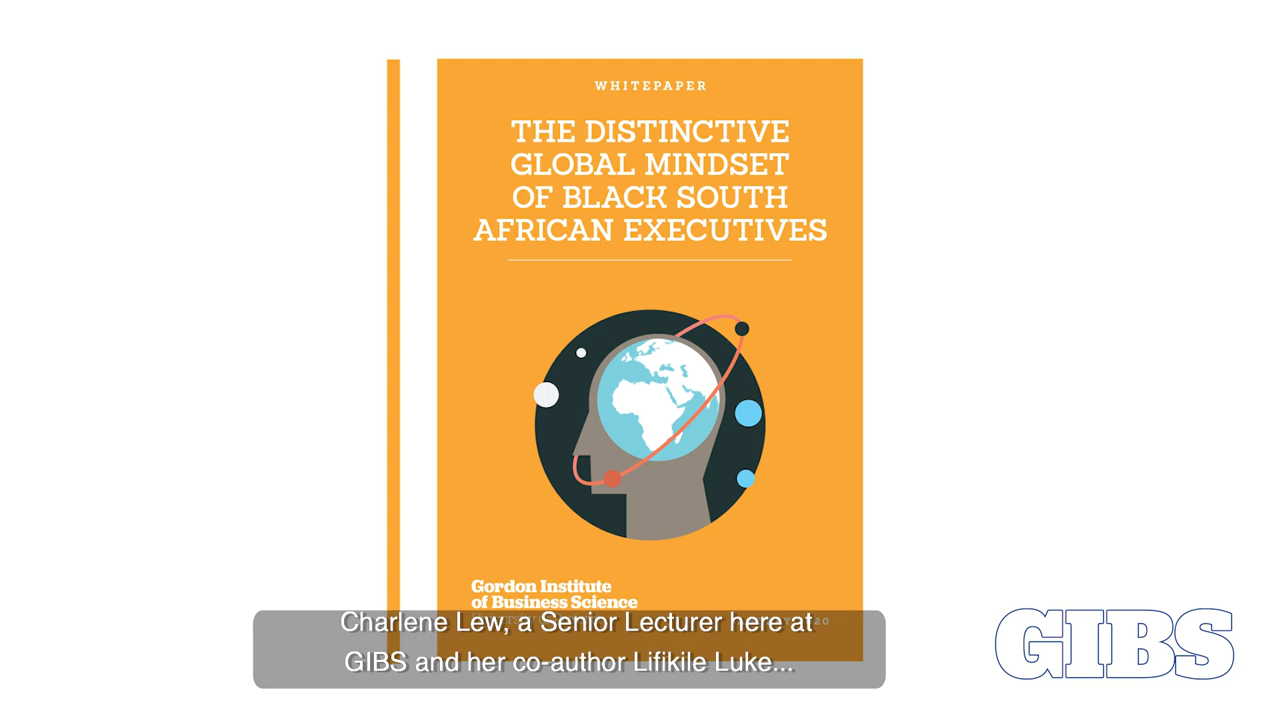 WHITEPAPER
THE DISTINCTIVE
GLOBAL MINDSET
OF BLACK SOUTH
AFRICAN EXECUTIVES
Gordon Institute
of Business Science
Charlene Lew, a Senior Lecturer here at
GIBS and her co-author Lifikile Luke...
GIBS